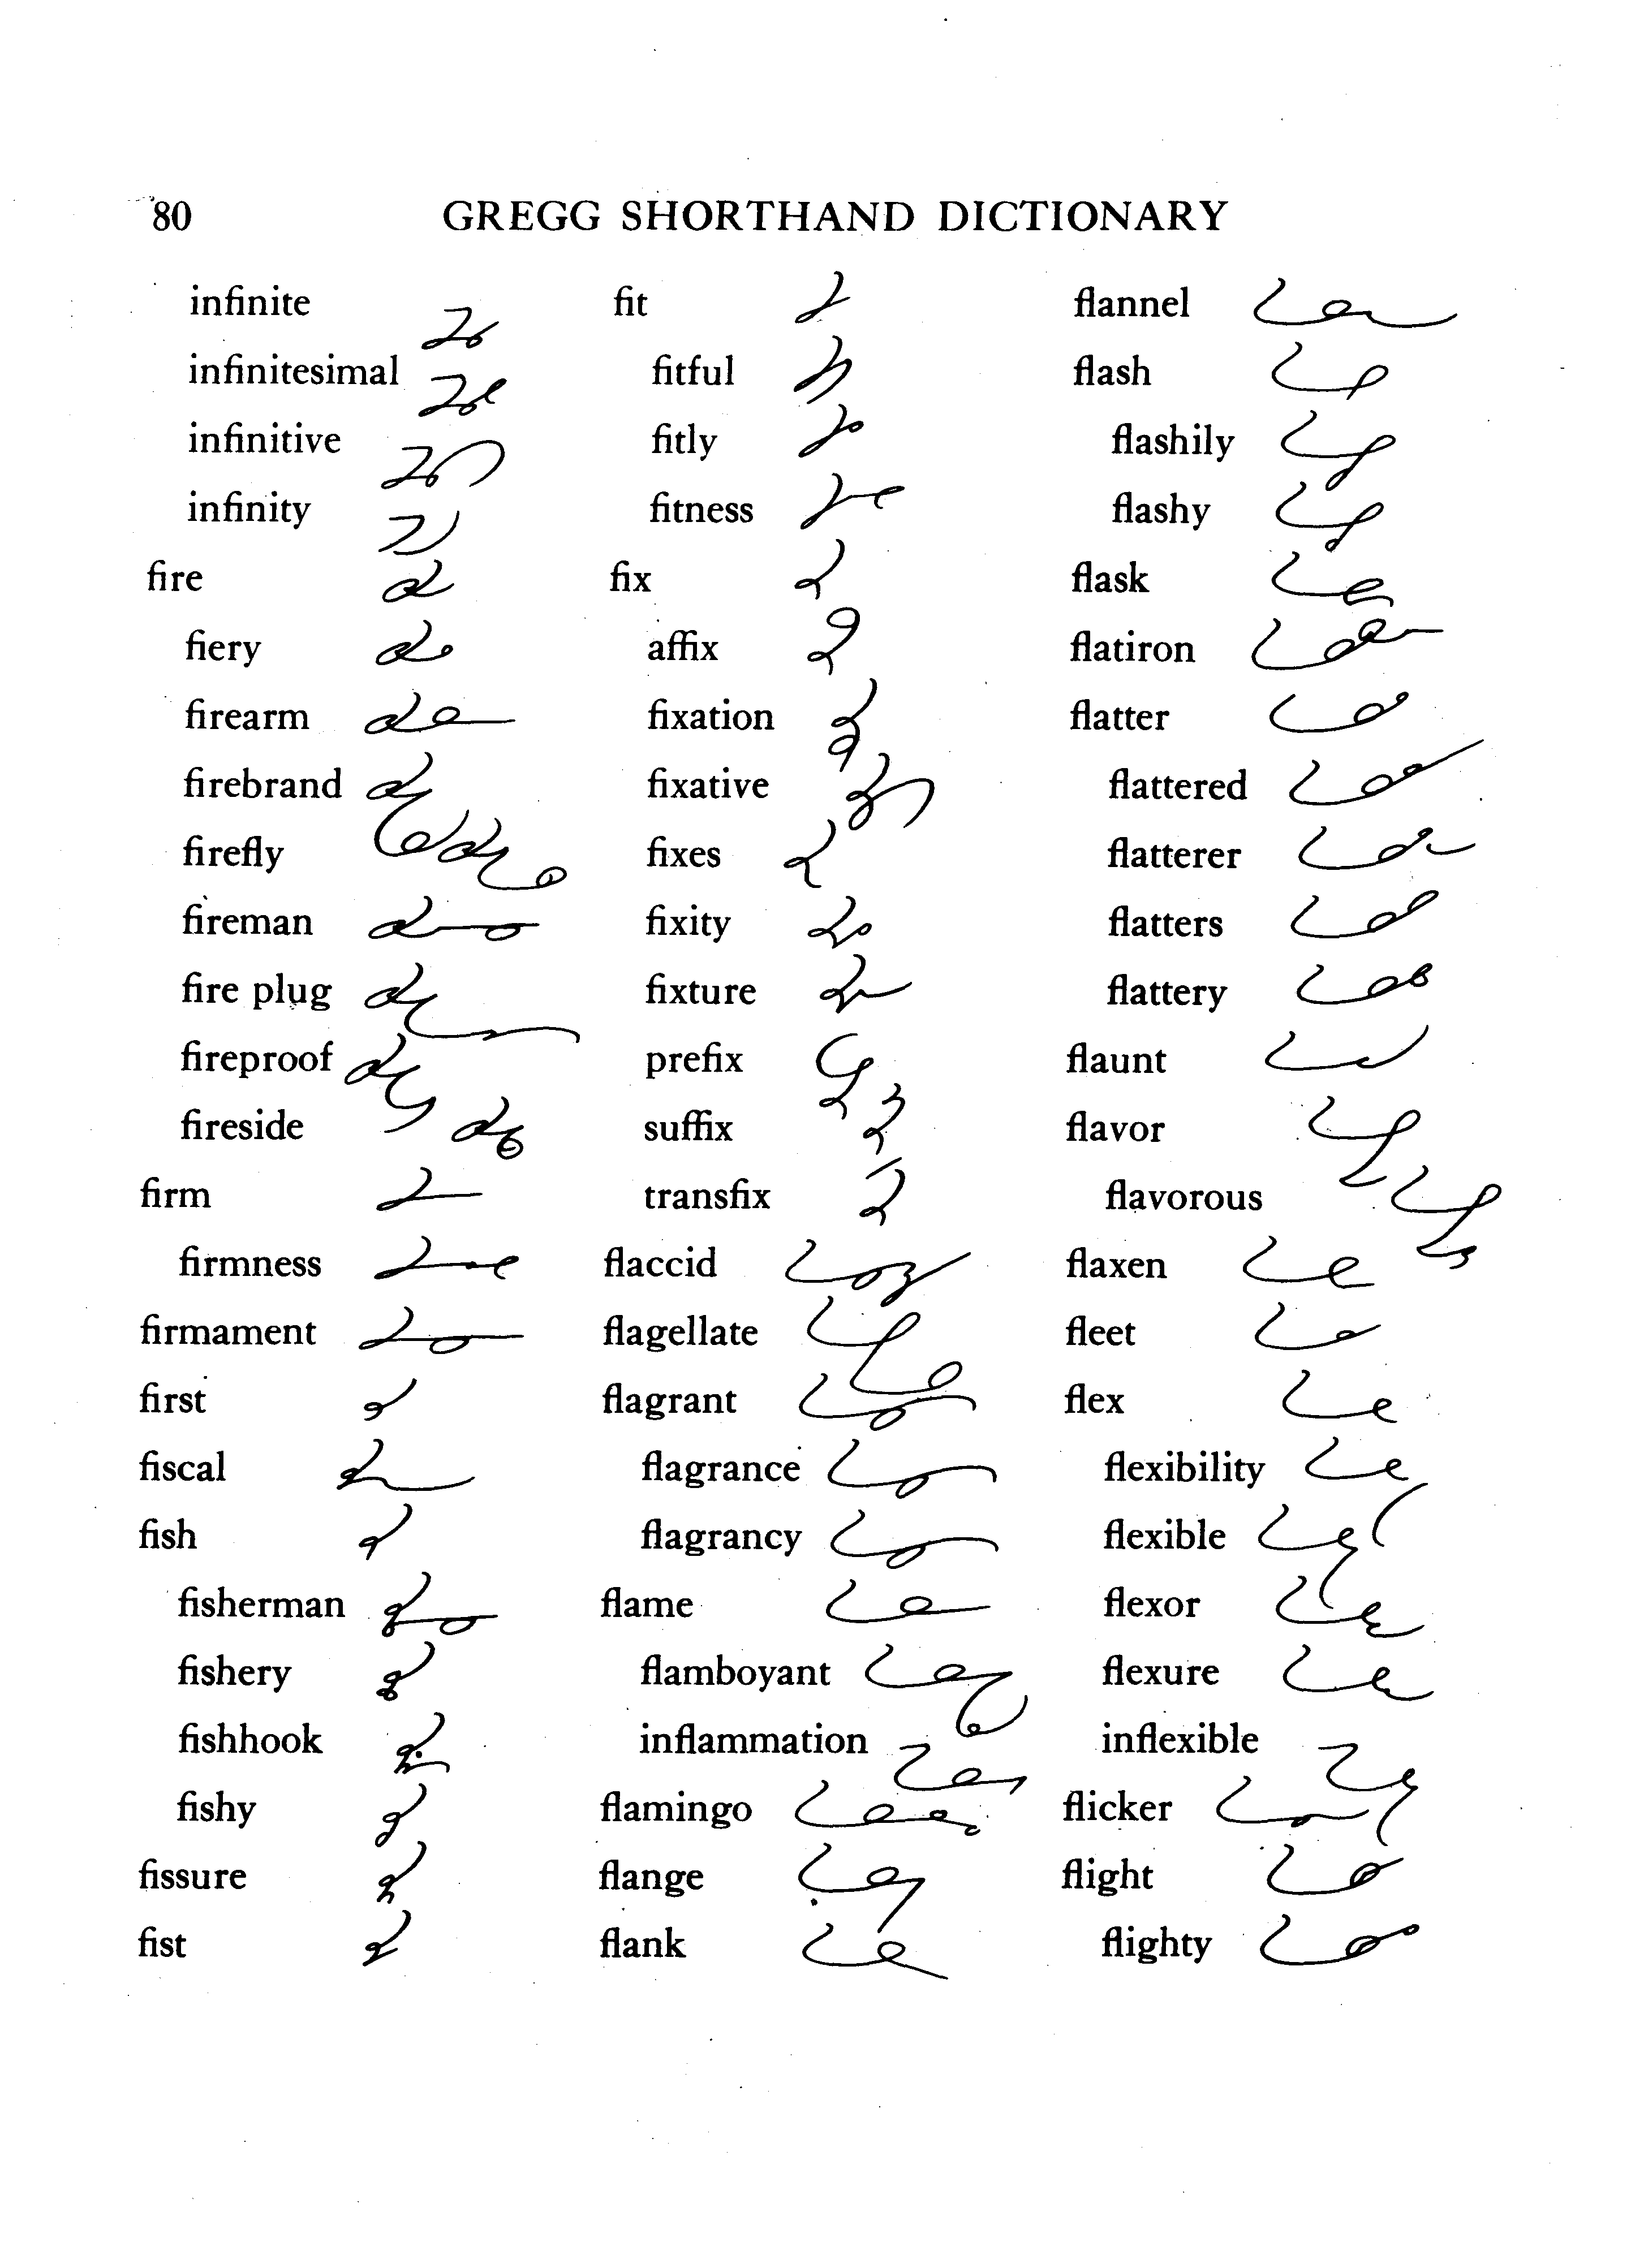 80
GREGG SHORTHAND DICTIONARY
infinite
infinitesimal
infinitive
infinity
fire
fiery
firearm
firebrand
firefly
fireman
fire plug
fireproof
fireside
firm
firmness
firmament
first
fiscal
fish
fisherman
fishery
fishhook
fishy
fissure
fist
fit
fitful
fitly
fitness
fix
affix
fixation
fixative
fixes
fixity
fixture
prefix
suffix
transfix
flaccid
flagellate
flagrant
flagrance
flagrancy
flame
flamboyant
inflammation
flamingo
flange
flank
flannel
flash
flashily
flashy
flask
flatiron
flatter
flattered
flatterer
flatters
flattery
flaunt
flavor
flavorous
flaxen
fleet
flex
flexibility
flexible
flexor
flexure
inflexible
flicker
flight
flighty